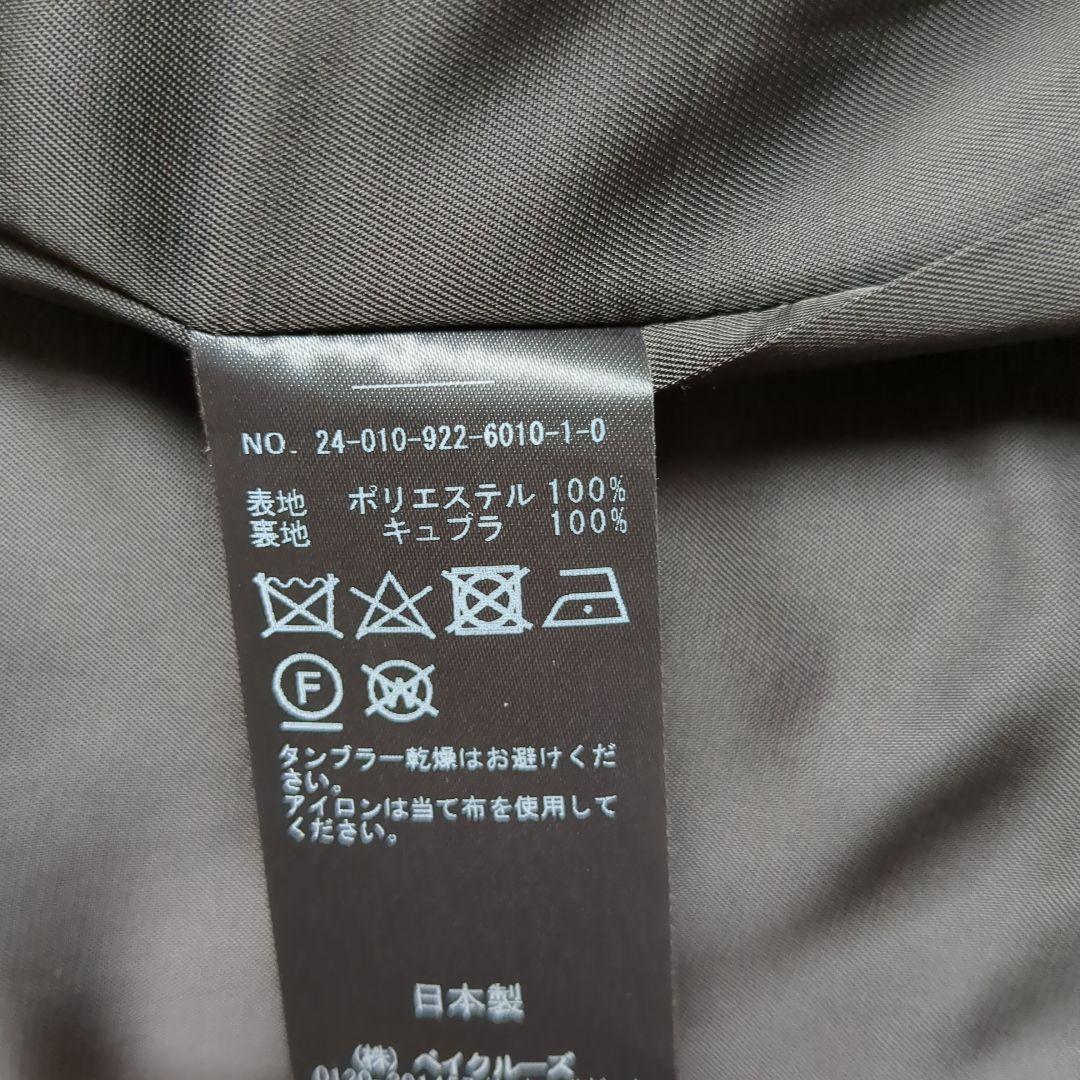 NO. 24-010-922-6010-1-0
表地 ポリエステル 100%
裏地 キュプラ 100%
F
W
タンブラー乾燥はお避けくだ
さい。
アイロンは当て布を使用して
ください。
日本製
(株) ベイクルーズ